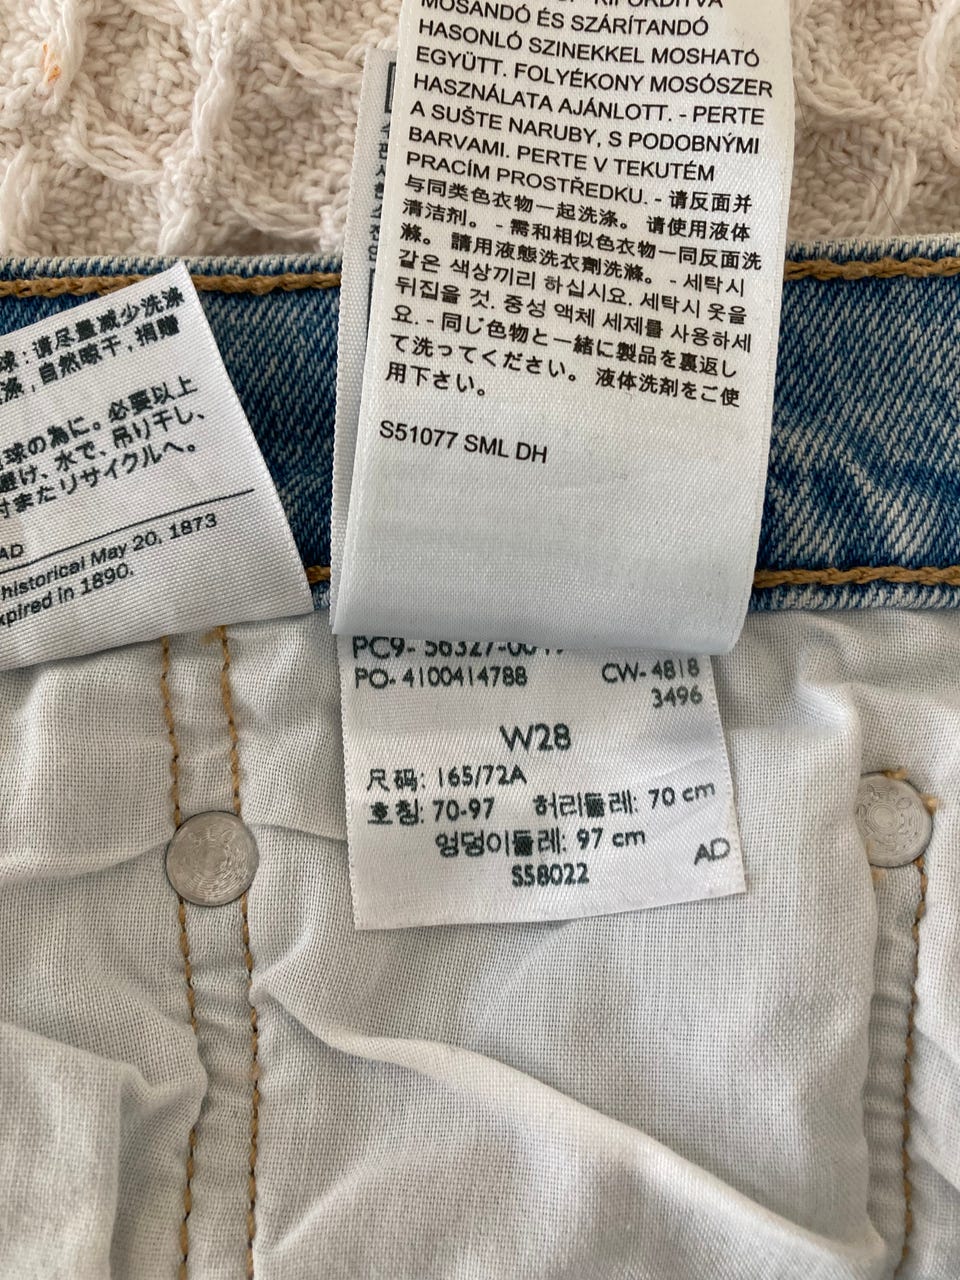 MOSANDÓ ÉS SZÁRÍTANDÓ
HASONLÓ SZINEKKEL MOSHATÓ
EGYÜTT. FOLYÉKONY MOSÓSZER
HASZNÁLATA AJÁNLOTT. - PERTE
A SUŠTE NARUBY, S PODOBNÝMI
BARVAMI. PERTE V TEKUTÉM
PRACÍM PROSTŘEDKU. - 请反面并
与同类色衣物一起洗涤。 请使用液体
清洁剂。 - 需和相似色衣物一同反面洗
滌。 請用液態洗衣劑洗滌。 - 세탁시
같은 색상끼리 하십시요. 세탁시 옷을
뒤집을 것. 중성 액체 세제를 사용하세
요. - 同じ色物と一緒に製品を裏返し
て洗ってください。 液体洗剤をご使
用下さい。
S51077 SML DH
球：请尽量减少洗涤
涤，自然晾干，捐赠
球の為に。必要以上
避け、水で、吊り干し、
付またリサイクルへ。
AD
historical May 20, 1873
xpired in 1890.
PC9- 56327-00
PO- 4100414788
CW- 4818
3496
W28
尺码: 165/72A
호칭: 70-97 허리둘레: 70 cm
엉덩이둘레: 97 cm
S58022
AD